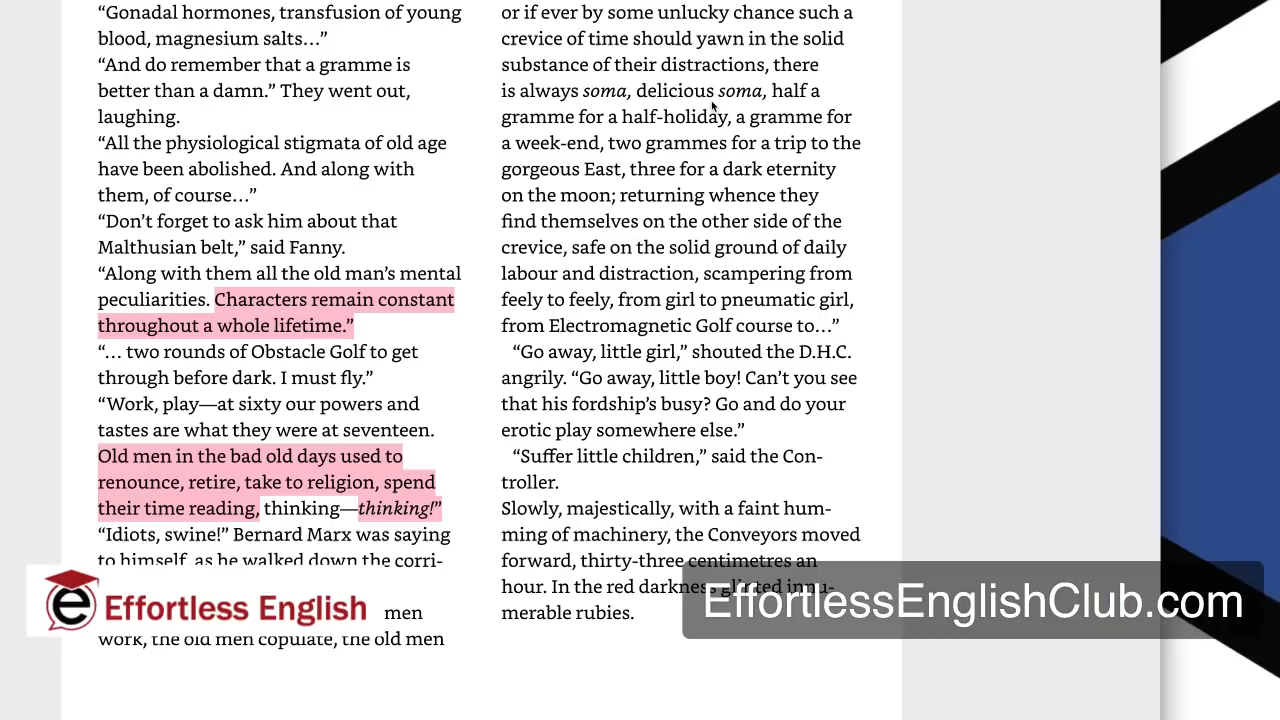 “Gonadal hormones, transfusion of young
blood, magnesium salts…”
“And do remember that a gramme is
better than a damn.” They went out,
laughing.
“All the physiological stigmata of old age
have been abolished. And along with
them, of course…”
“Don’t forget to ask him about that
Malthusian belt,” said Fanny.
“Along with them all the old man’s mental
peculiarities. Characters remain constant
throughout a whole lifetime.”
“… two rounds of Obstacle Golf to get
through before dark. I must fly.”
“Work, play—at sixty our powers and
tastes are what they were at seventeen.
Old men in the bad old days used to
renounce, retire, take to religion, spend
their time reading, thinking—thinking!”
“Idiots, swine!” Bernard Marx was saying
to himself, as he walked down the corri-
men
work, the old men copulate, the old men
or if ever by some unlucky chance such a
crevice of time should yawn in the solid
substance of their distractions, there
is always soma, delicious soma, half a
gramme for a half-holiday, a gramme for
a week-end, two grammes for a trip to the
gorgeous East, three for a dark eternity
on the moon; returning whence they
find themselves on the other side of the
crevice, safe on the solid ground of daily
labour and distraction, scampering from
feely to feely, from girl to pneumatic girl,
from Electromagnetic Golf course to…”
“Go away, little girl,” shouted the D.H.C.
angrily. “Go away, little boy! Can’t you see
that his fordship’s busy? Go and do your
erotic play somewhere else.”
“Suffer little children,” said the Con-
troller.
Slowly, majestically, with a faint hum-
ming of machinery, the Conveyors moved
forward, thirty-three centimetres an
hour. In the red darkness glinted innu-
merable rubies.
e Effortless English
EffortlessEnglishClub.com